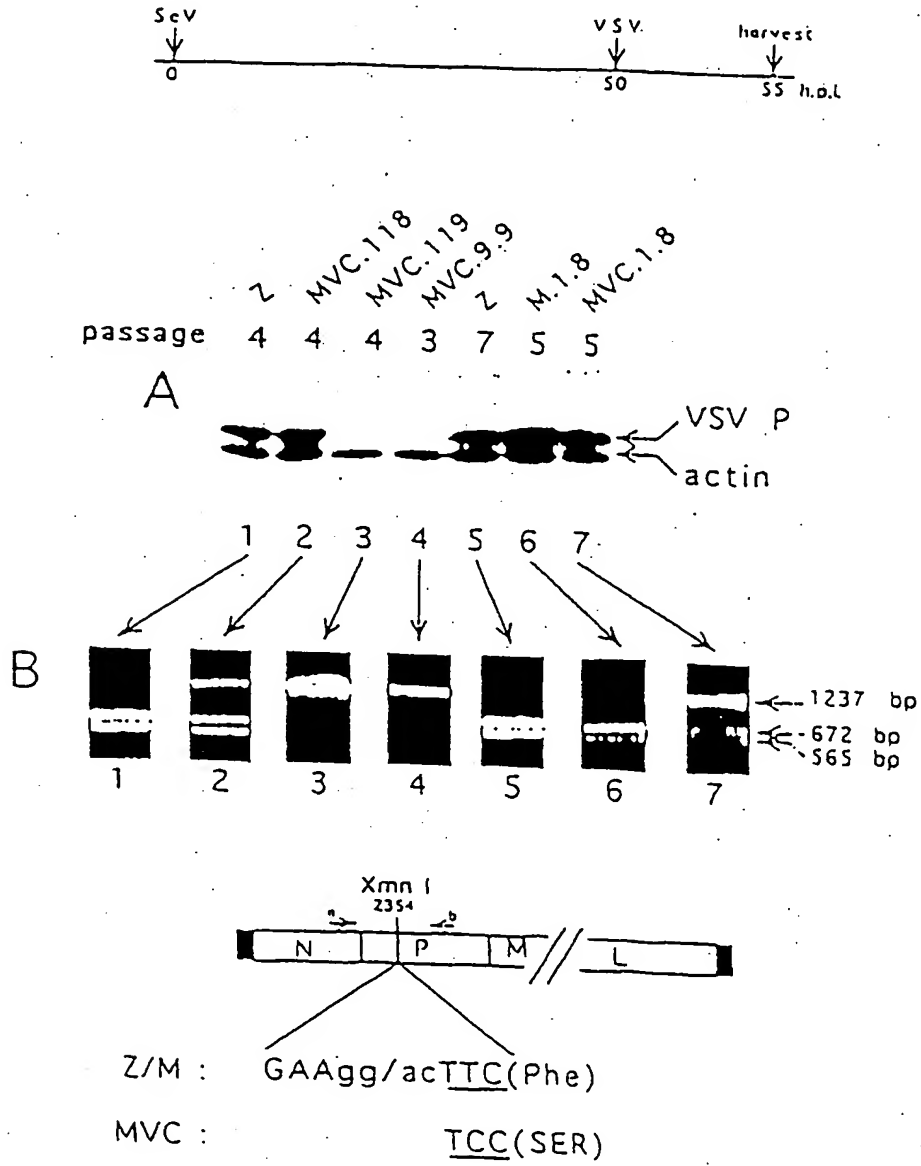 SeV VSV harvest
0 50 55 h.p.i.
Z MVC.118 MVC.119 MVC.9.9 Z M.1.8 MVC.1.8
passage 4 4 4 3 7 5 5
A
VSV P
actin
1 2 3 4 5 6 7
B
1237 bp
672 bp
565 bp
1 2 3 4 5 6 7
Xmn I
2354
a b
N P M L
Z/M : GAAgg/acTTC(Phe)
MVC : TCC(SER)